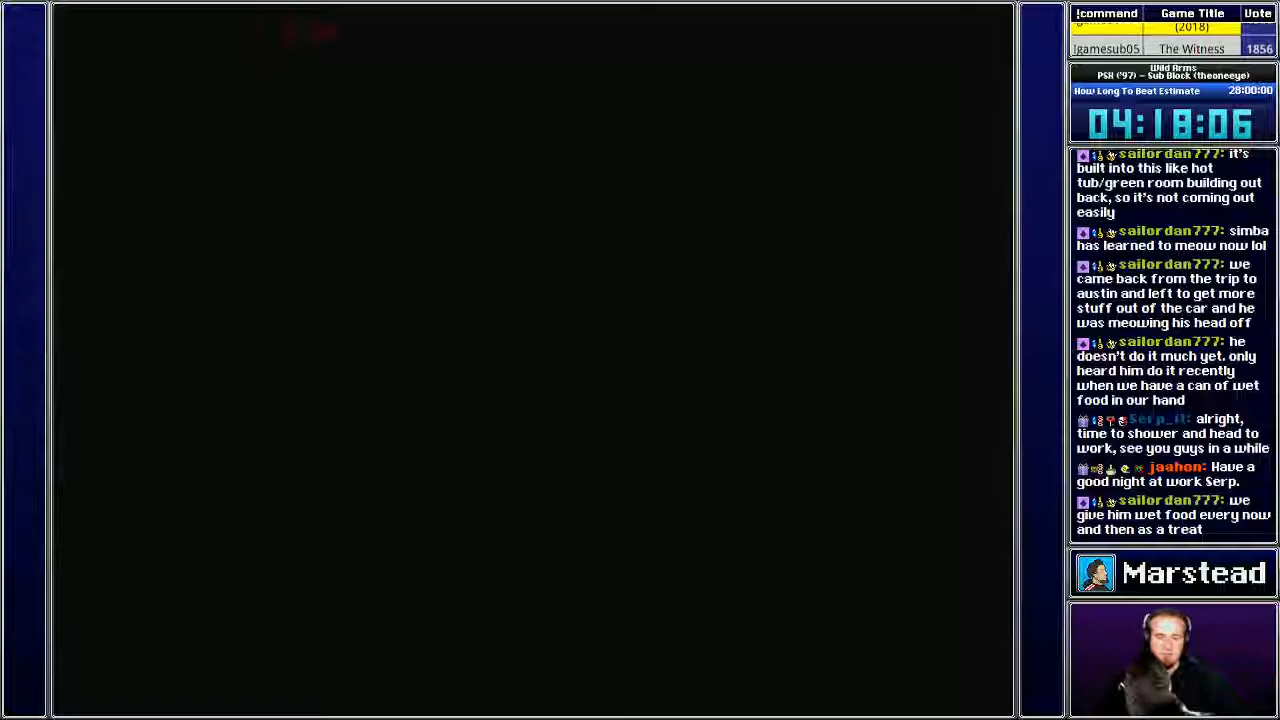 !command Game Title Vote
(2018)
!gamesub05 The Witness 1856
Wild Arms
PSX ('97) – Sub Block (theoneeye)
How Long To Beat Estimate 28:00:00
04:18:06
sailordan777: it's
built into this like hot
tub/green room building out
back, so it's not coming out
easily
sailordan777: simba
has learned to meow now lol
sailordan777: we
came back from the trip to
austin and left to get more
stuff out of the car and he
was meowing his head off
sailordan777: he
doesn't do it much yet. only
heard him do it recently
when we have a can of wet
food in our hand
Serp_it: alright,
time to shower and head to
work, see you guys in a while
jaahon: Have a
good night at work Serp.
sailordan777: we
give him wet food every now
and then as a treat
Marstead